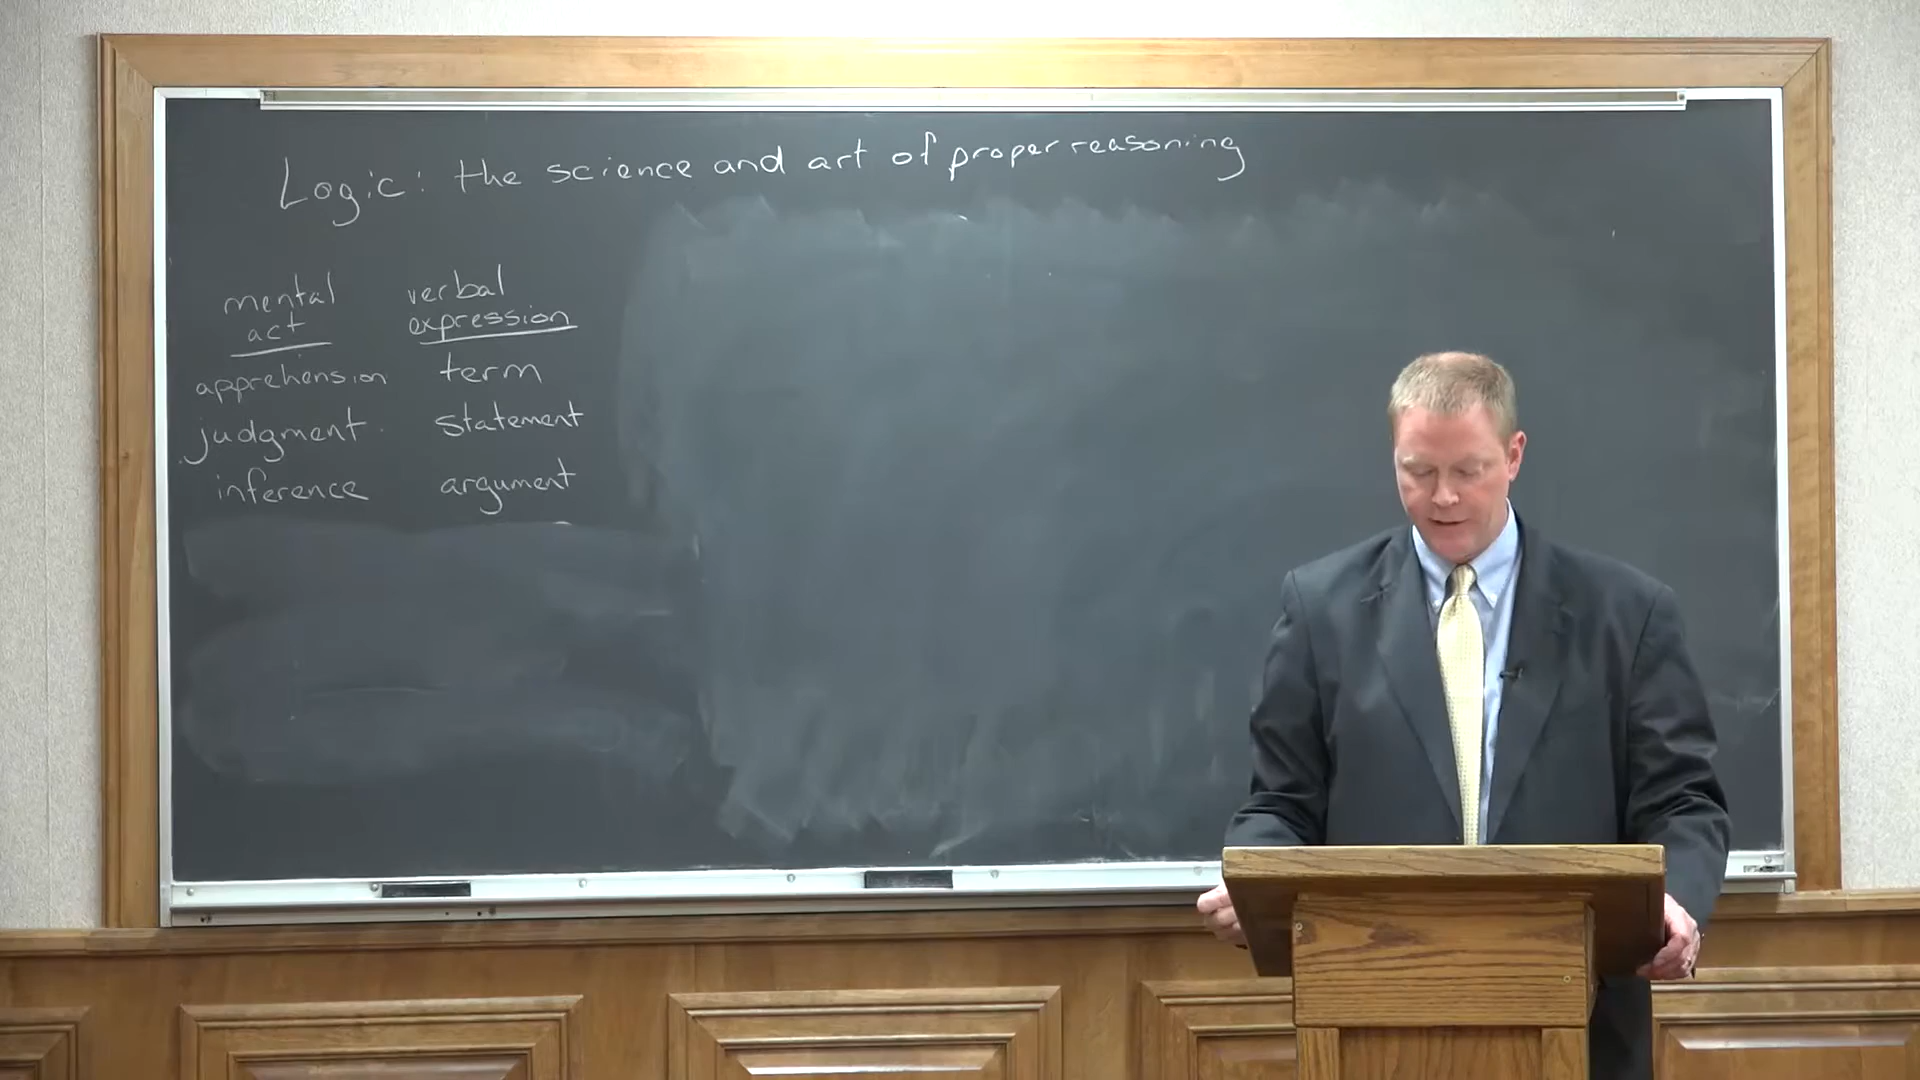 Logic: the science and art of proper reasoning
mental verbal
act expression
apprehension term
judgment statement
inference argument